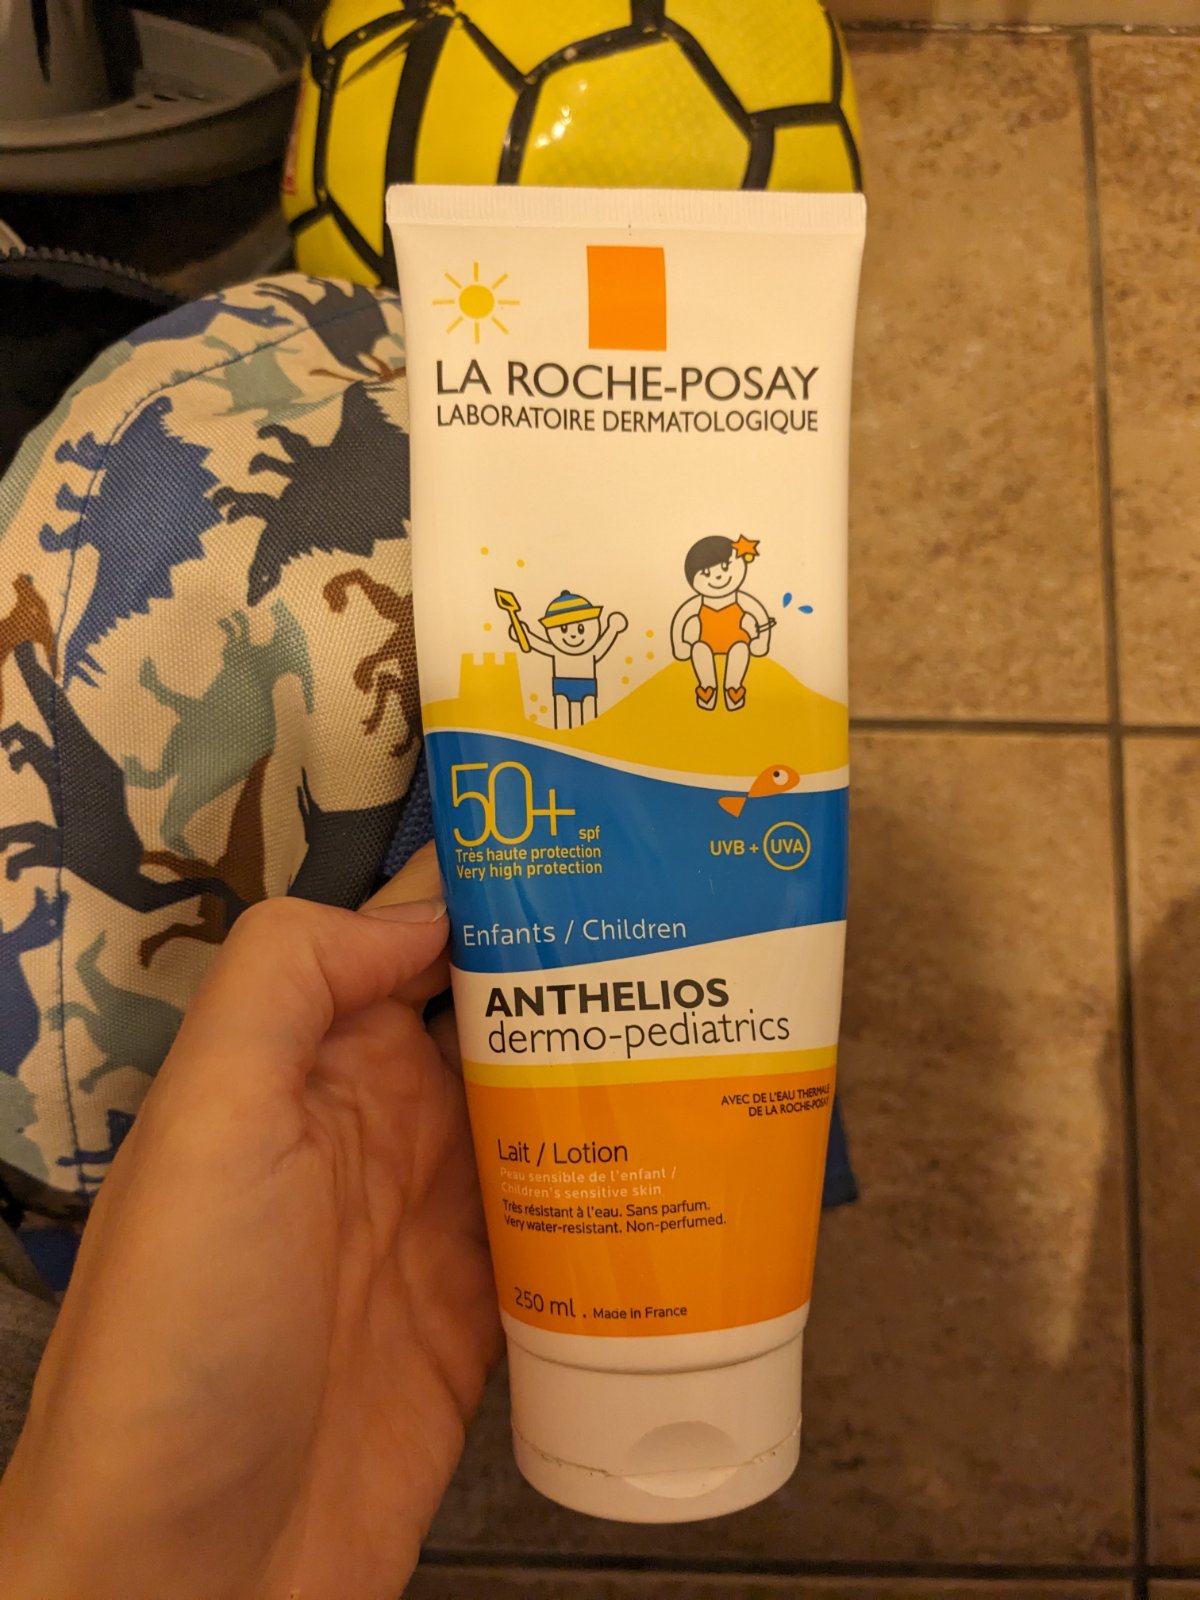 LA ROCHE-POSAY
LABORATOIRE DERMATOLOGIQUE
50+ spf
Très haute protection
Very high protection
UVB + UVA
Enfants / Children
ANTHELIOS
dermo-pediatrics
AVEC DE L'EAU THERMALE
DE LA ROCHE-POSAY
Lait / Lotion
Peau sensible de l'enfant /
Children's sensitive skin
Très résistant à l'eau. Sans parfum.
Very water-resistant. Non-perfumed.
250 ml . Made in France